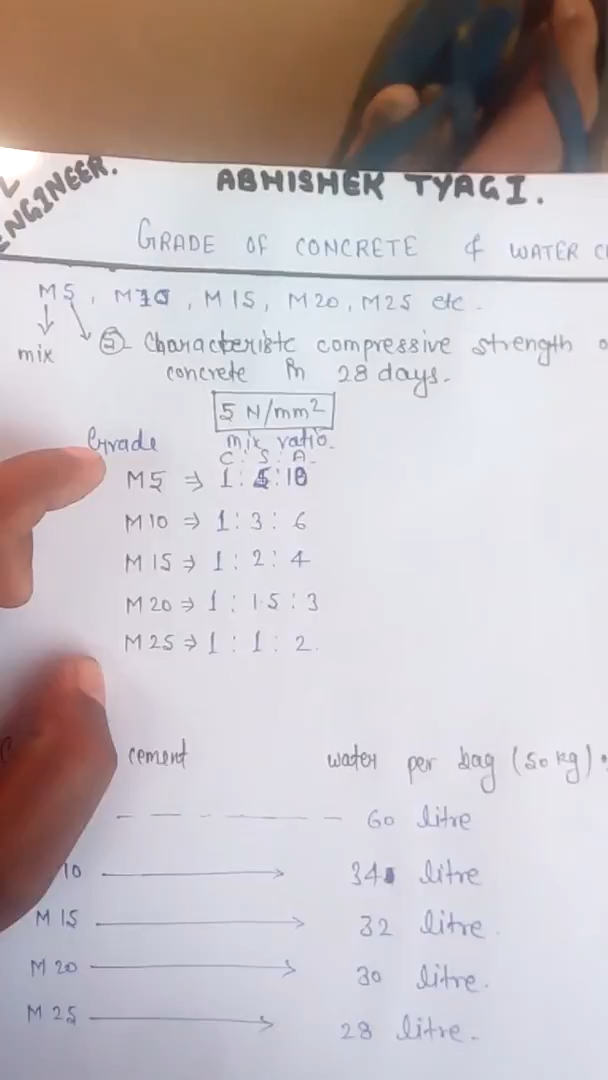 ENGINEER.
ABHISHEK TYAGI.
GRADE OF CONCRETE & WATER
M5, M10, M15, M20, M25 etc.
mix
5 Characteristc compressive strength
concrete in 28 days.
5 N/mm²
Grade mix ratio.
C : S : A.
M5 ⇒ 1 : 5 : 10
M10 ⇒ 1 : 3 : 6
M15 ⇒ 1 : 2 : 4
M20 ⇒ 1 : 1.5 : 3
M25 ⇒ 1 : 1 : 2.
cement water per bag (50 kg)
60 litre
10 → 34 litre
M15 → 32 litre.
M20 → 30 litre.
M25 → 28 litre.